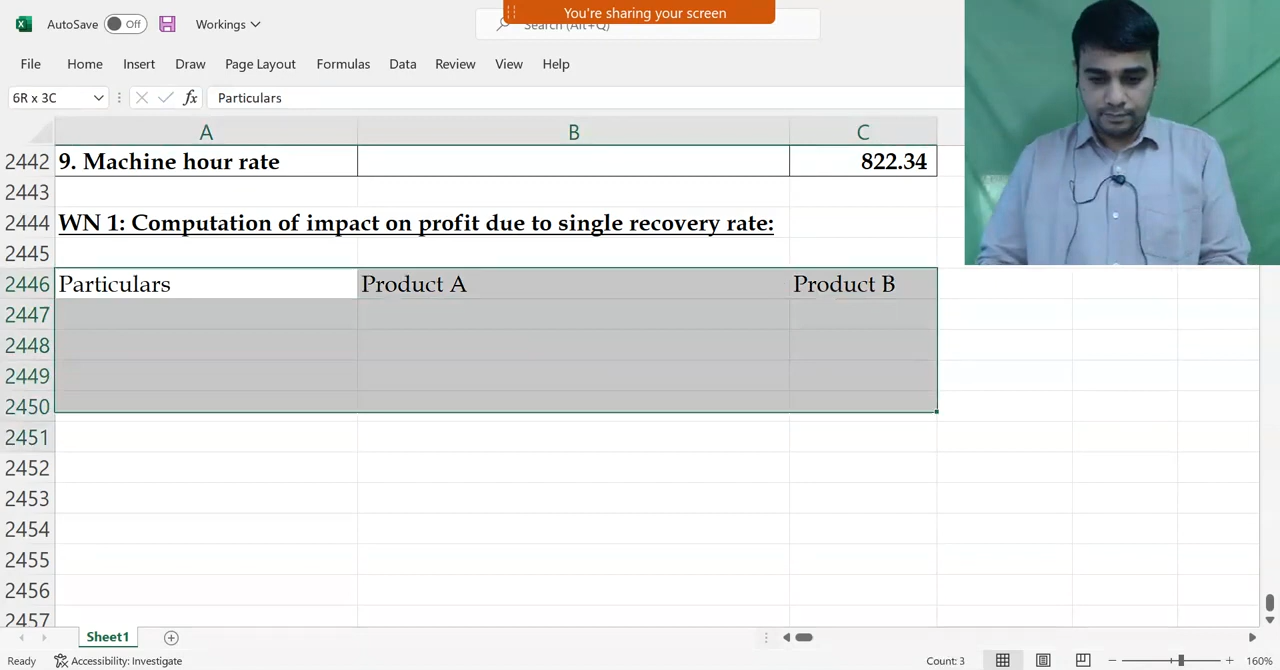 You're sharing your screen
AutoSave Off Workings Search (Alt+Q)
File Home Insert Draw Page Layout Formulas Data Review View Help
6R x 3C fx Particulars
A B C
2442 9. Machine hour rate 822.34
2443
2444 WN 1: Computation of impact on profit due to single recovery rate:
2445
2446 Particulars Product A Product B
2447
2448
2449
2450
2451
2452
2453
2454
2455
2456
2457
Sheet1
Ready Accessibility: Investigate Count: 3 160%